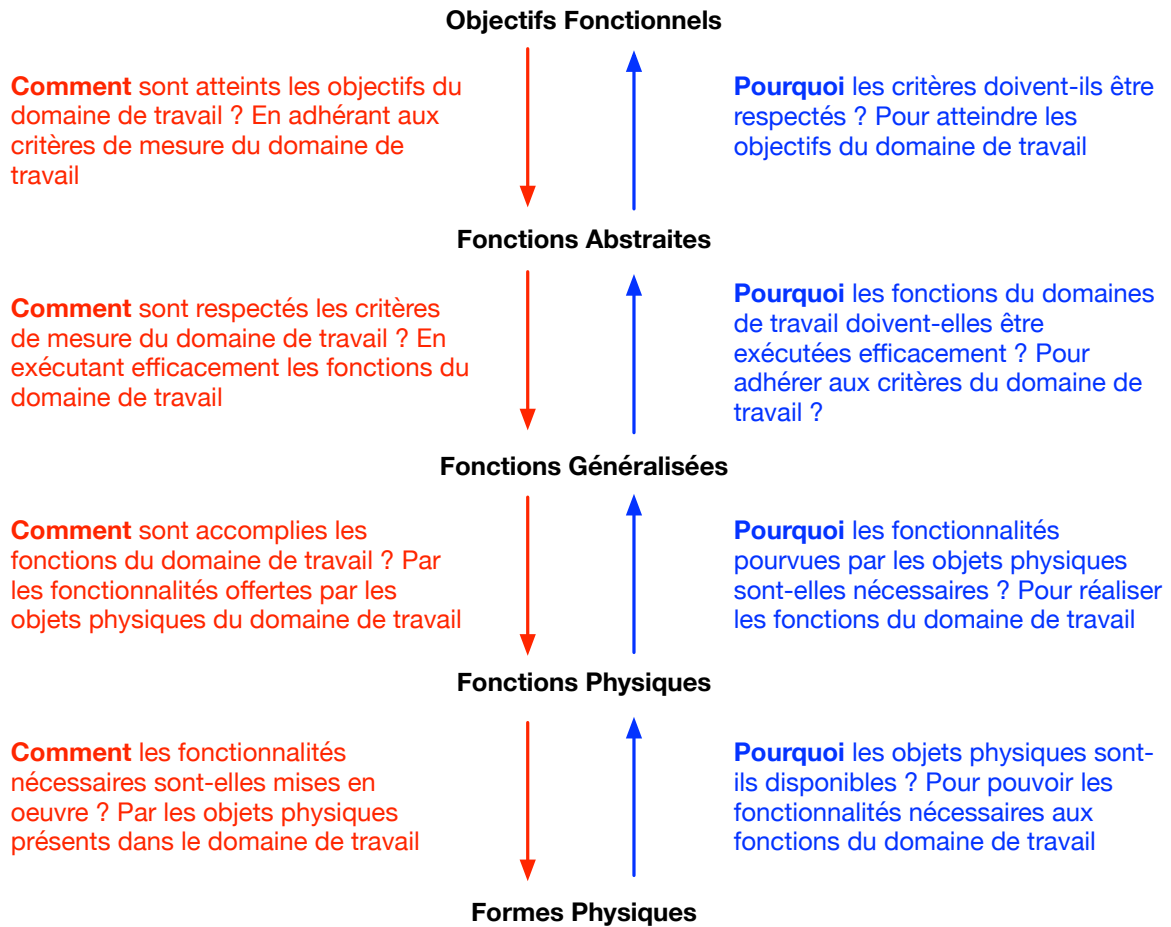 Objectifs Fonctionnels
Comment sont atteints les objectifs du
domaine de travail ? En adhérant aux
critères de mesure du domaine de
travail
Pourquoi les critères doivent-ils être
respectés ? Pour atteindre les
objectifs du domaine de travail
Fonctions Abstraites
Comment sont respectés les critères
de mesure du domaine de travail ? En
exécutant efficacement les fonctions du
domaine de travail
Pourquoi les fonctions du domaines
de travail doivent-elles être
exécutées efficacement ? Pour
adhérer aux critères du domaine de
travail ?
Fonctions Généralisées
Comment sont accomplies les
fonctions du domaine de travail ? Par
les fonctionnalités offertes par les
objets physiques du domaine de travail
Pourquoi les fonctionnalités
pourvues par les objets physiques
sont-elles nécessaires ? Pour réaliser
les fonctions du domaine de travail
Fonctions Physiques
Comment les fonctionnalités
nécessaires sont-elles mises en
oeuvre ? Par les objets physiques
présents dans le domaine de travail
Pourquoi les objets physiques sont-
ils disponibles ? Pour pouvoir les
fonctionnalités nécessaires aux
fonctions du domaine de travail
Formes Physiques